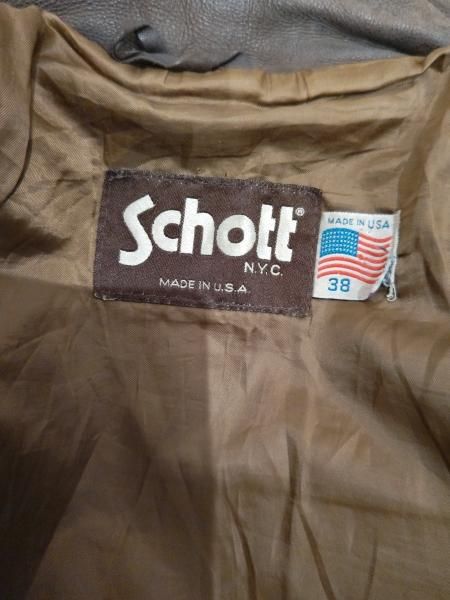 Schott®
N.Y.C.
MADE IN U.S.A.
MADE IN USA
38